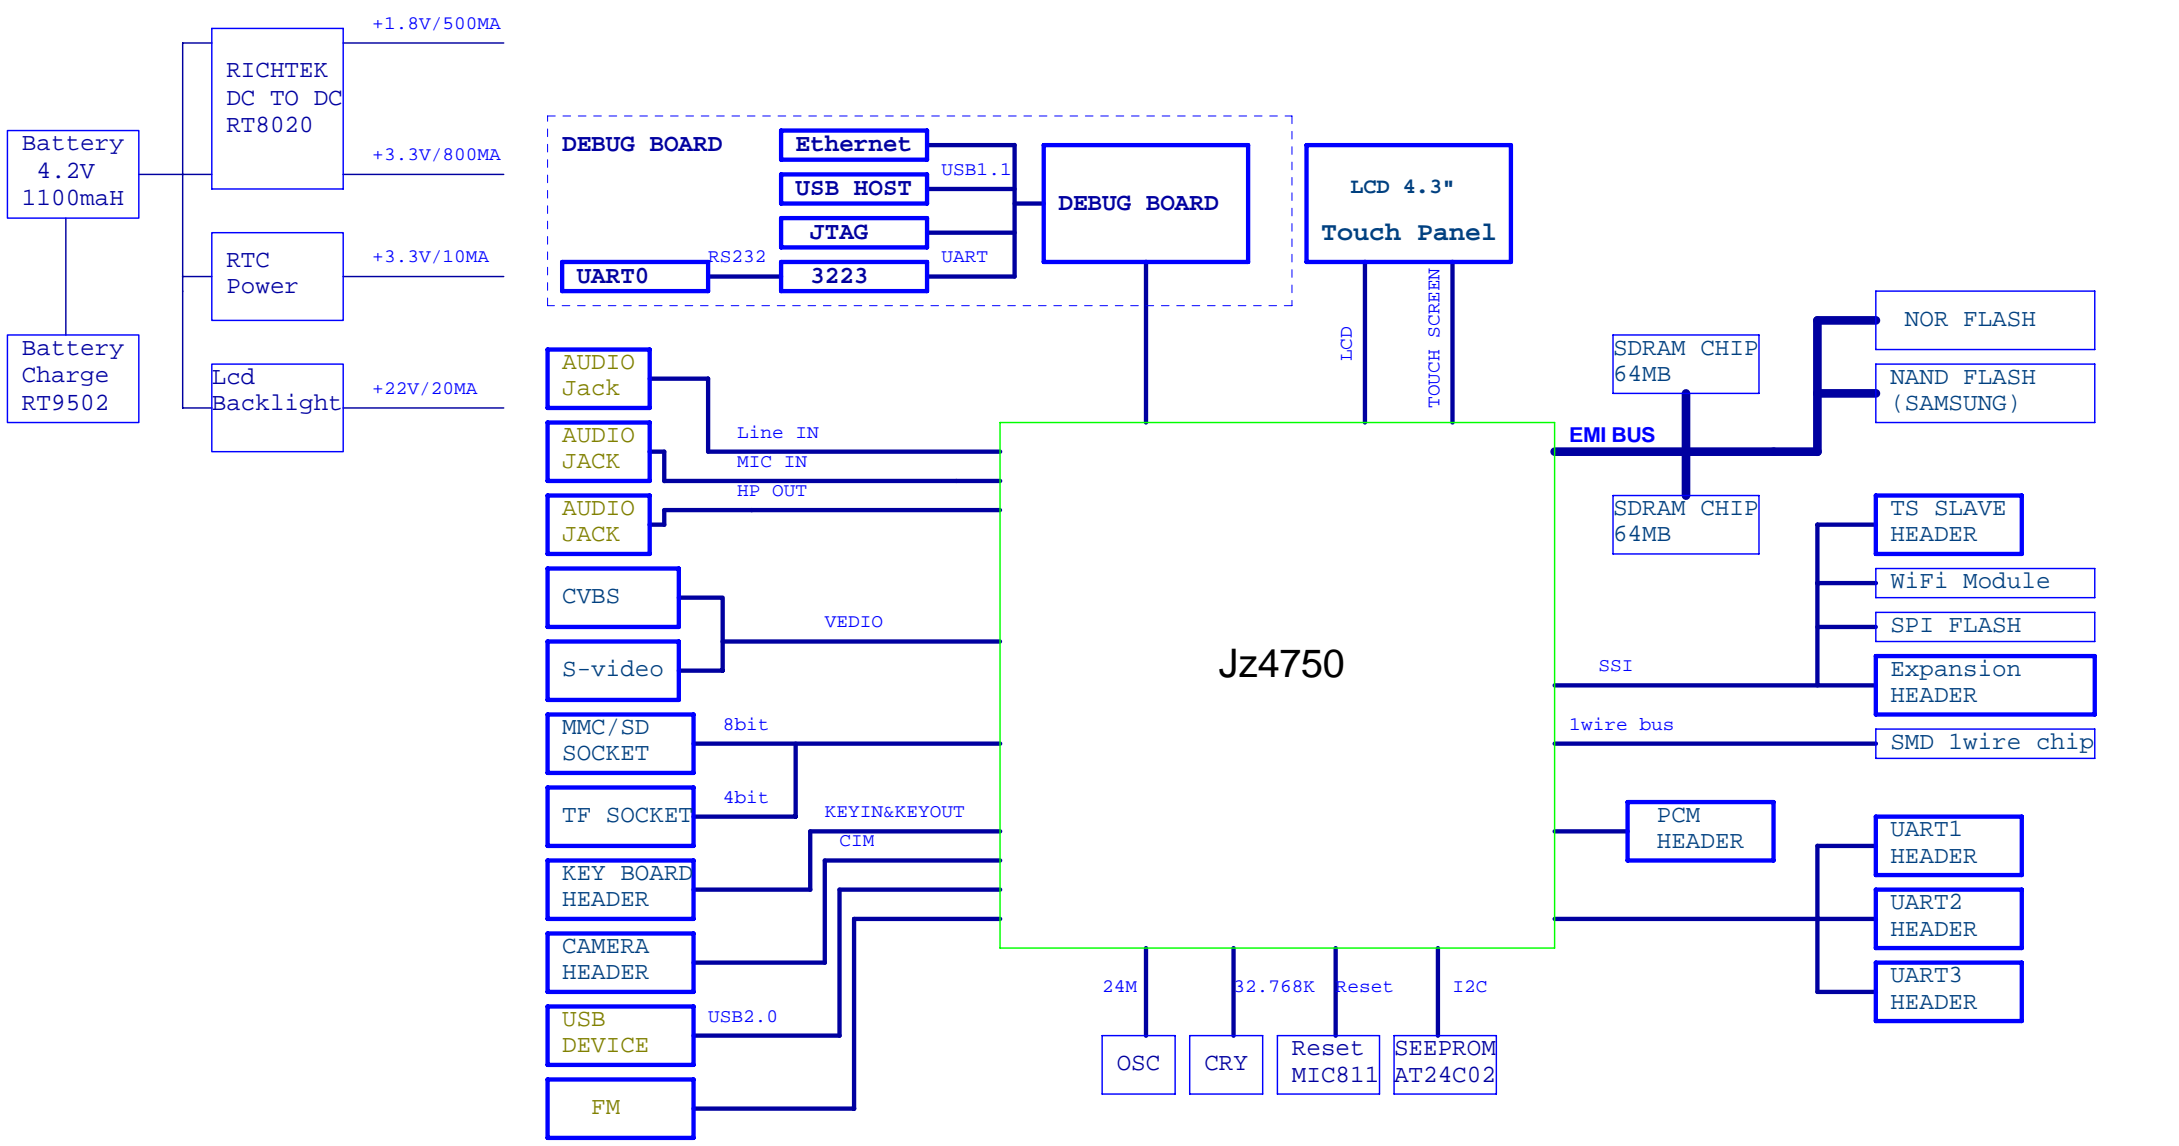 +1.8V/500MA
RICHTEK
DC TO DC
RT8020
+3.3V/800MA
Battery
4.2V
1100maH
RTC
Power
+3.3V/10MA
Battery
Charge
RT9502
Lcd
Backlight
+22V/20MA
DEBUG BOARD
Ethernet
USB HOST
JTAG
3223
UART0
RS232
USB1.1
UART
DEBUG BOARD
LCD 4.3"
Touch Panel
LCD
TOUCH SCREEN
AUDIO
Jack
Line IN
AUDIO
JACK
MIC IN
AUDIO
JACK
HP OUT
CVBS
S-video
VEDIO
MMC/SD
SOCKET
8bit
TF SOCKET
4bit
KEY BOARD
HEADER
KEYIN&KEYOUT
CAMERA
HEADER
CIM
USB
DEVICE
USB2.0
FM
Jz4750
EMI BUS
SDRAM CHIP
64MB
SDRAM CHIP
64MB
NOR FLASH
NAND FLASH
(SAMSUNG)
TS SLAVE
HEADER
WiFi Module
SPI FLASH
SSI
Expansion
HEADER
1wire bus
SMD 1wire chip
PCM
HEADER
UART1
HEADER
UART2
HEADER
UART3
HEADER
24M
32.768K
Reset
I2C
OSC
CRY
Reset
MIC811
SEEPROM
AT24C02